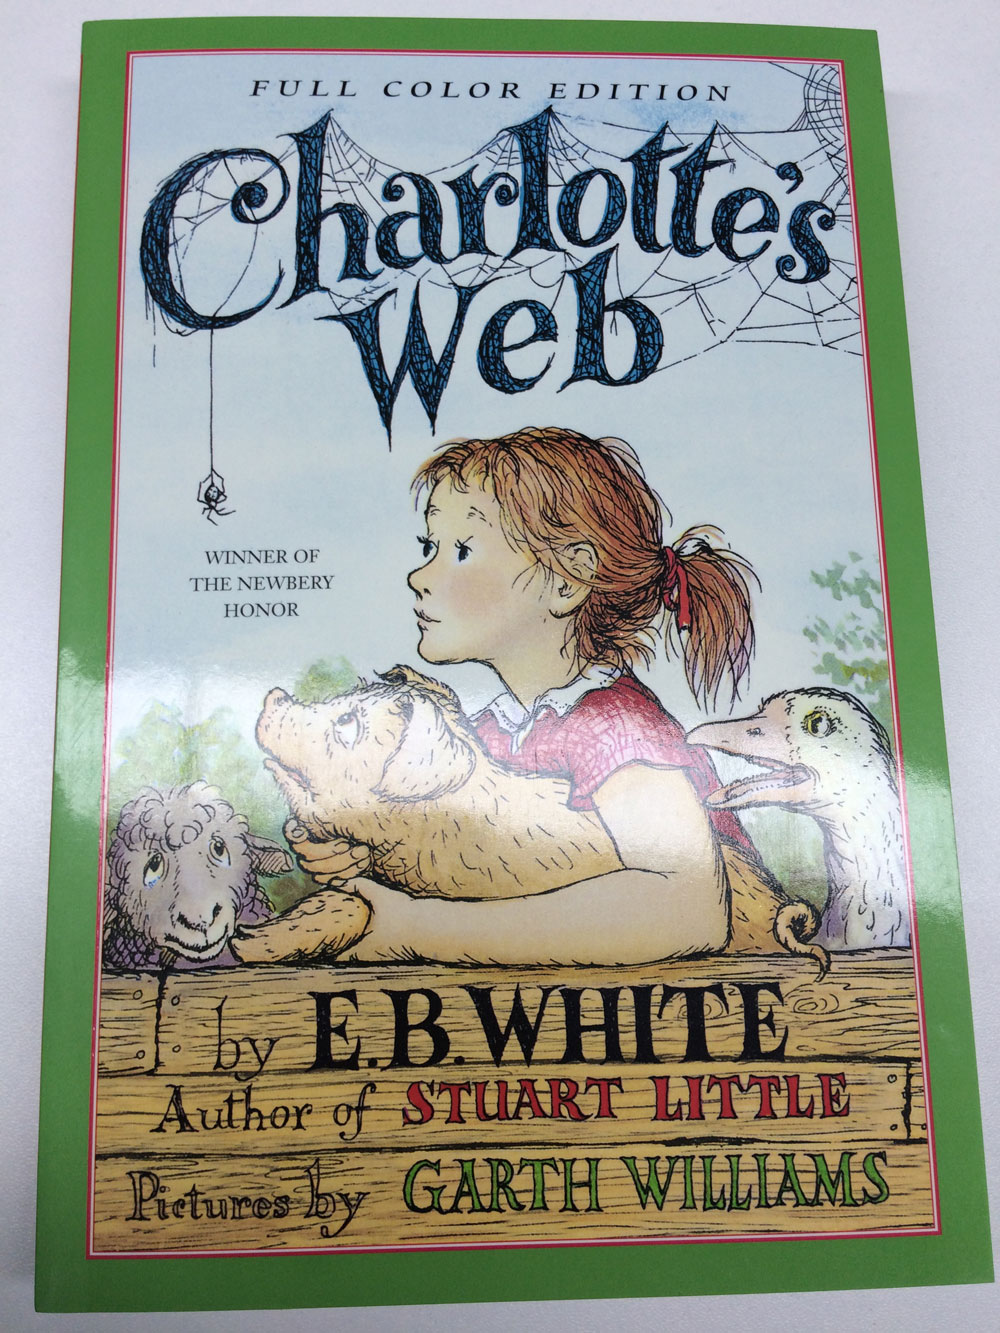 FULL COLOR EDITION
Charlotte's
Web
WINNER OF
THE NEWBERY
HONOR
by E.B. WHITE
Author of STUART LITTLE
Pictures by GARTH WILLIAMS